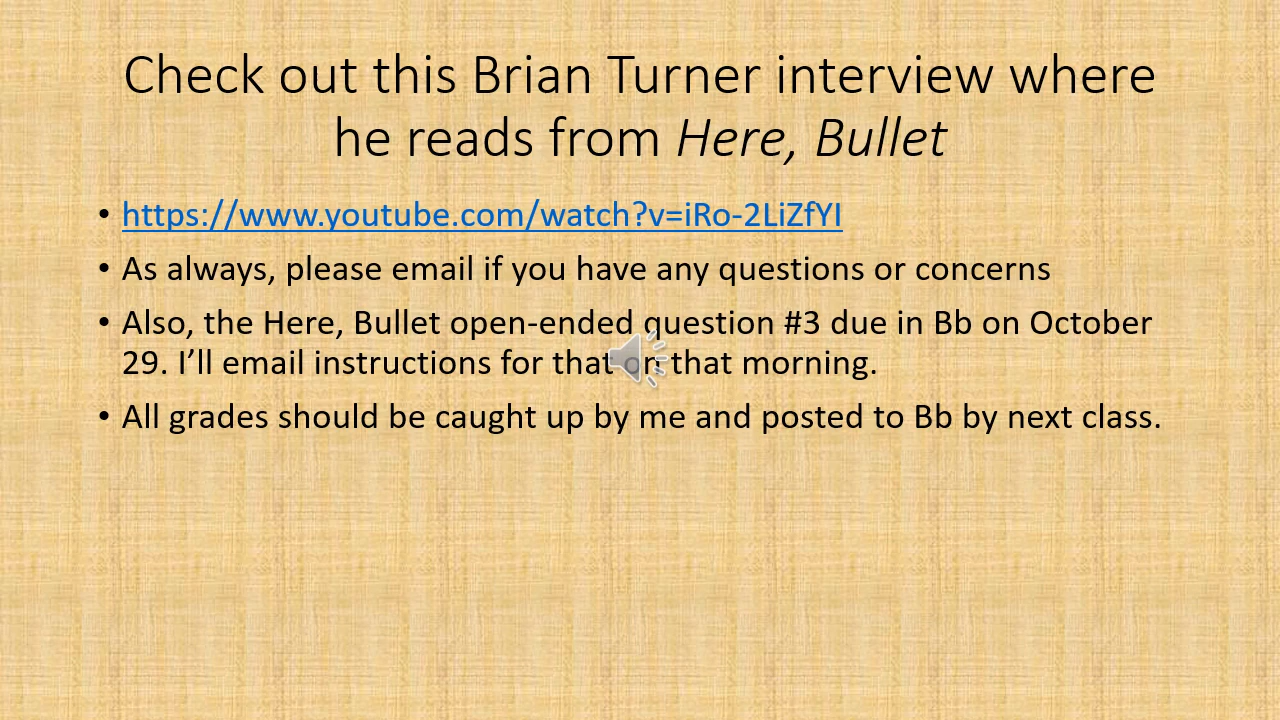 Check out this Brian Turner interview where
he reads from Here, Bullet
• https://www.youtube.com/watch?v=iRo-2LiZfYI
• As always, please email if you have any questions or concerns
• Also, the Here, Bullet open-ended question #3 due in Bb on October
29. I’ll email instructions for that on that morning.
• All grades should be caught up by me and posted to Bb by next class.